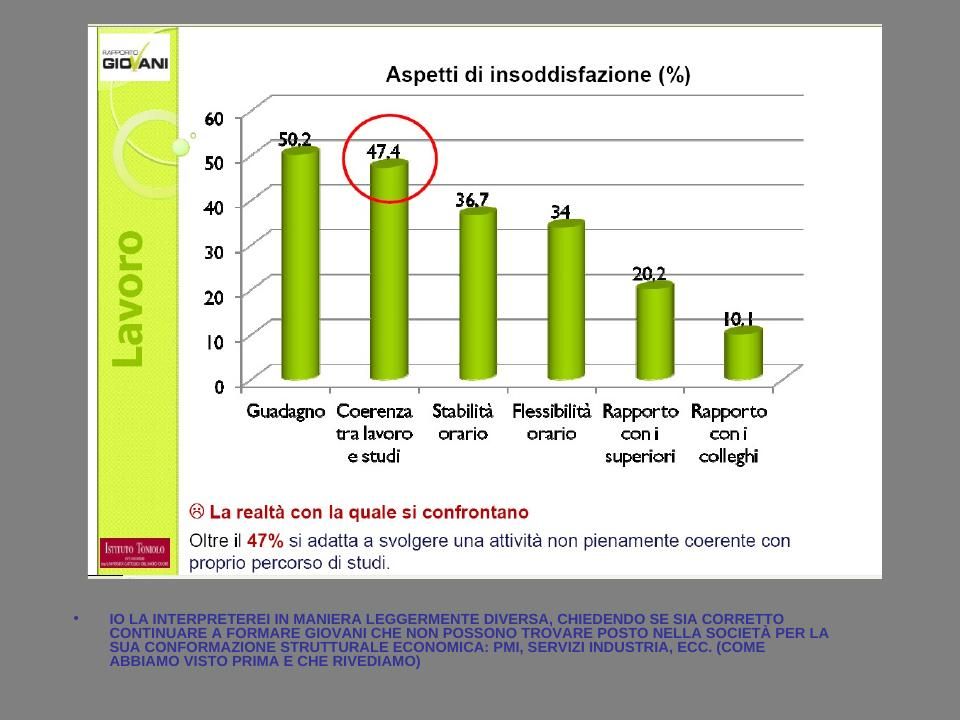 RAPPORTO
GIOVANI
Lavoro
Aspetti di insoddisfazione (%)
60
50
40
30
20
10
0
50,2
47,4
36,7
34
20,2
10,1
Guadagno Coerenza Stabilità Flessibilità Rapporto Rapporto
tra lavoro orario orario con i con i
e studi superiori colleghi
La realtà con la quale si confrontano
Oltre il 47% si adatta a svolgere una attività non pienamente coerente con
proprio percorso di studi.
ISTITUTO TONIOLO
• IO LA INTERPRETEREI IN MANIERA LEGGERMENTE DIVERSA, CHIEDENDO SE SIA CORRETTO
CONTINUARE A FORMARE GIOVANI CHE NON POSSONO TROVARE POSTO NELLA SOCIETÀ PER LA
SUA CONFORMAZIONE STRUTTURALE ECONOMICA: PMI, SERVIZI INDUSTRIA, ECC. (COME
ABBIAMO VISTO PRIMA E CHE RIVEDIAMO)